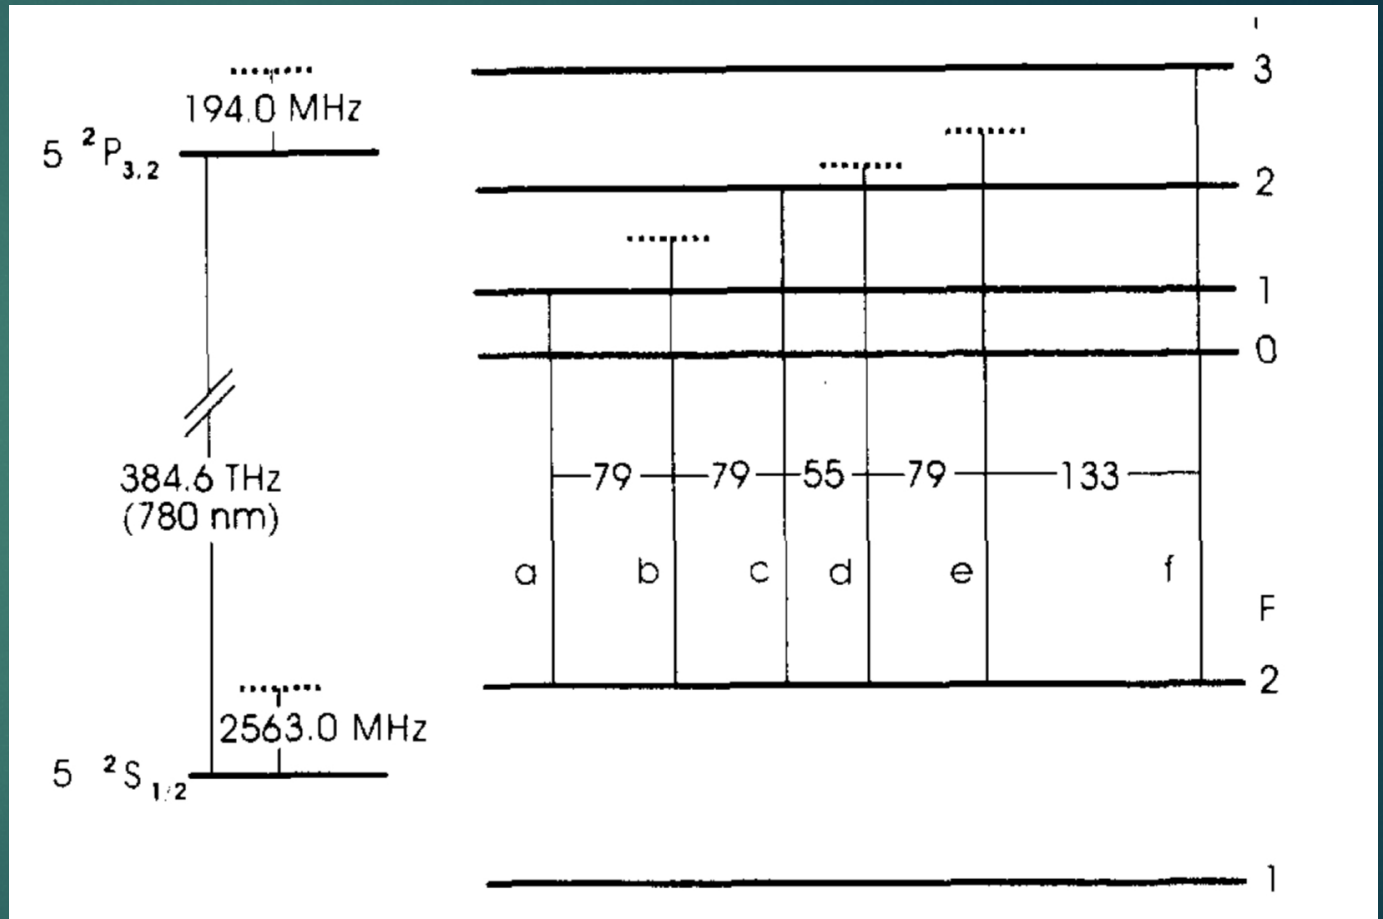 194.0 MHz
5 ²P₃.₂
384.6 THz
(780 nm)
2563.0 MHz
5 ²S₁/₂
3
2
1
0
79 79 55 79 133
a b c d e f
F
2
1